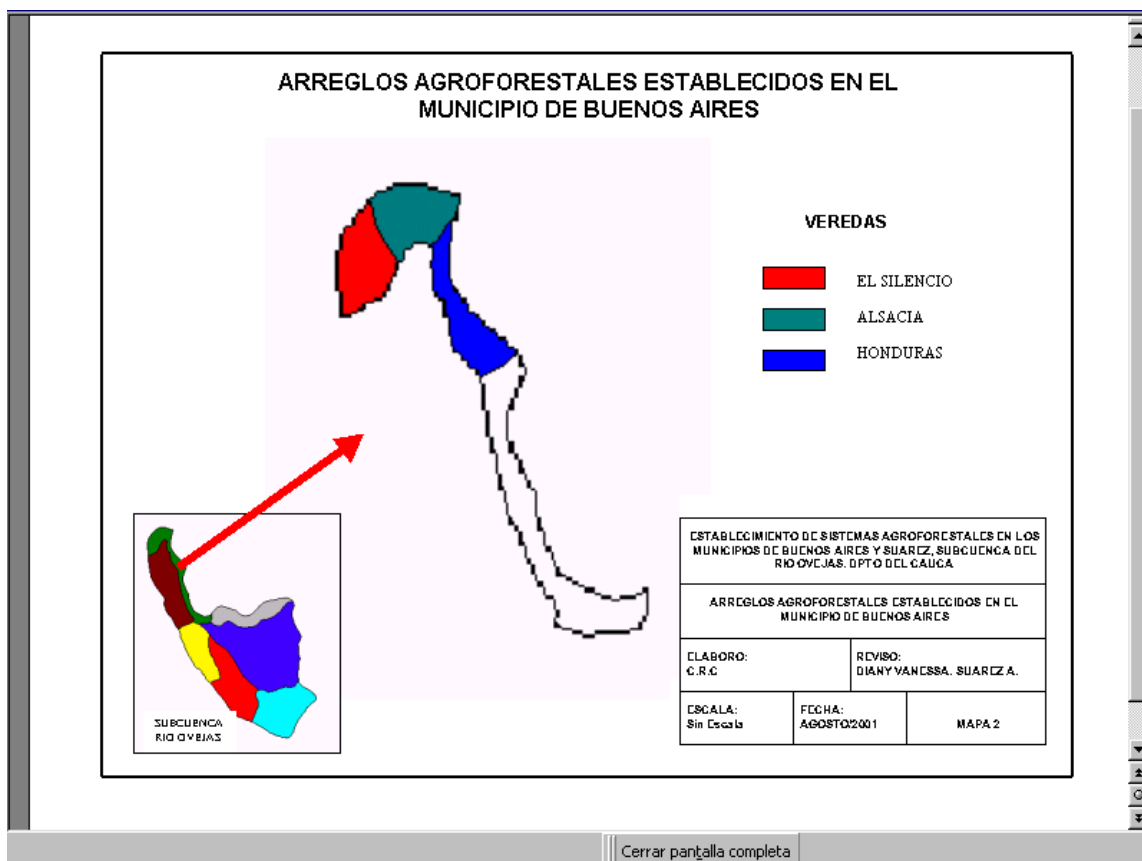 ARREGLOS AGROFORESTALES ESTABLECIDOS EN EL
MUNICIPIO DE BUENOS AIRES
VEREDAS
EL SILENCIO
ALSACIA
HONDURAS
SUBCUENCA
RIO OVEJAS
ESTABLECIMIENTO DE SISTEMAS AGROFORESTALES EN LOS
MUNICIPIOS DE BUENOS AIRES Y SUAREZ, SUBCUENCA DEL
RIO OVEJAS. DPTO DEL CAUCA
ARREGLOS AGROFORESTALES ESTABLECIDOS EN EL
MUNICIPIO DE BUENOS AIRES
ELABORO:
C.R.C
REVISO:
DIANY VANESSA. SUAREZ A.
ESCALA:
Sin Escala
FECHA:
AGOSTO/2001
MAPA 2
Cerrar pantalla completa